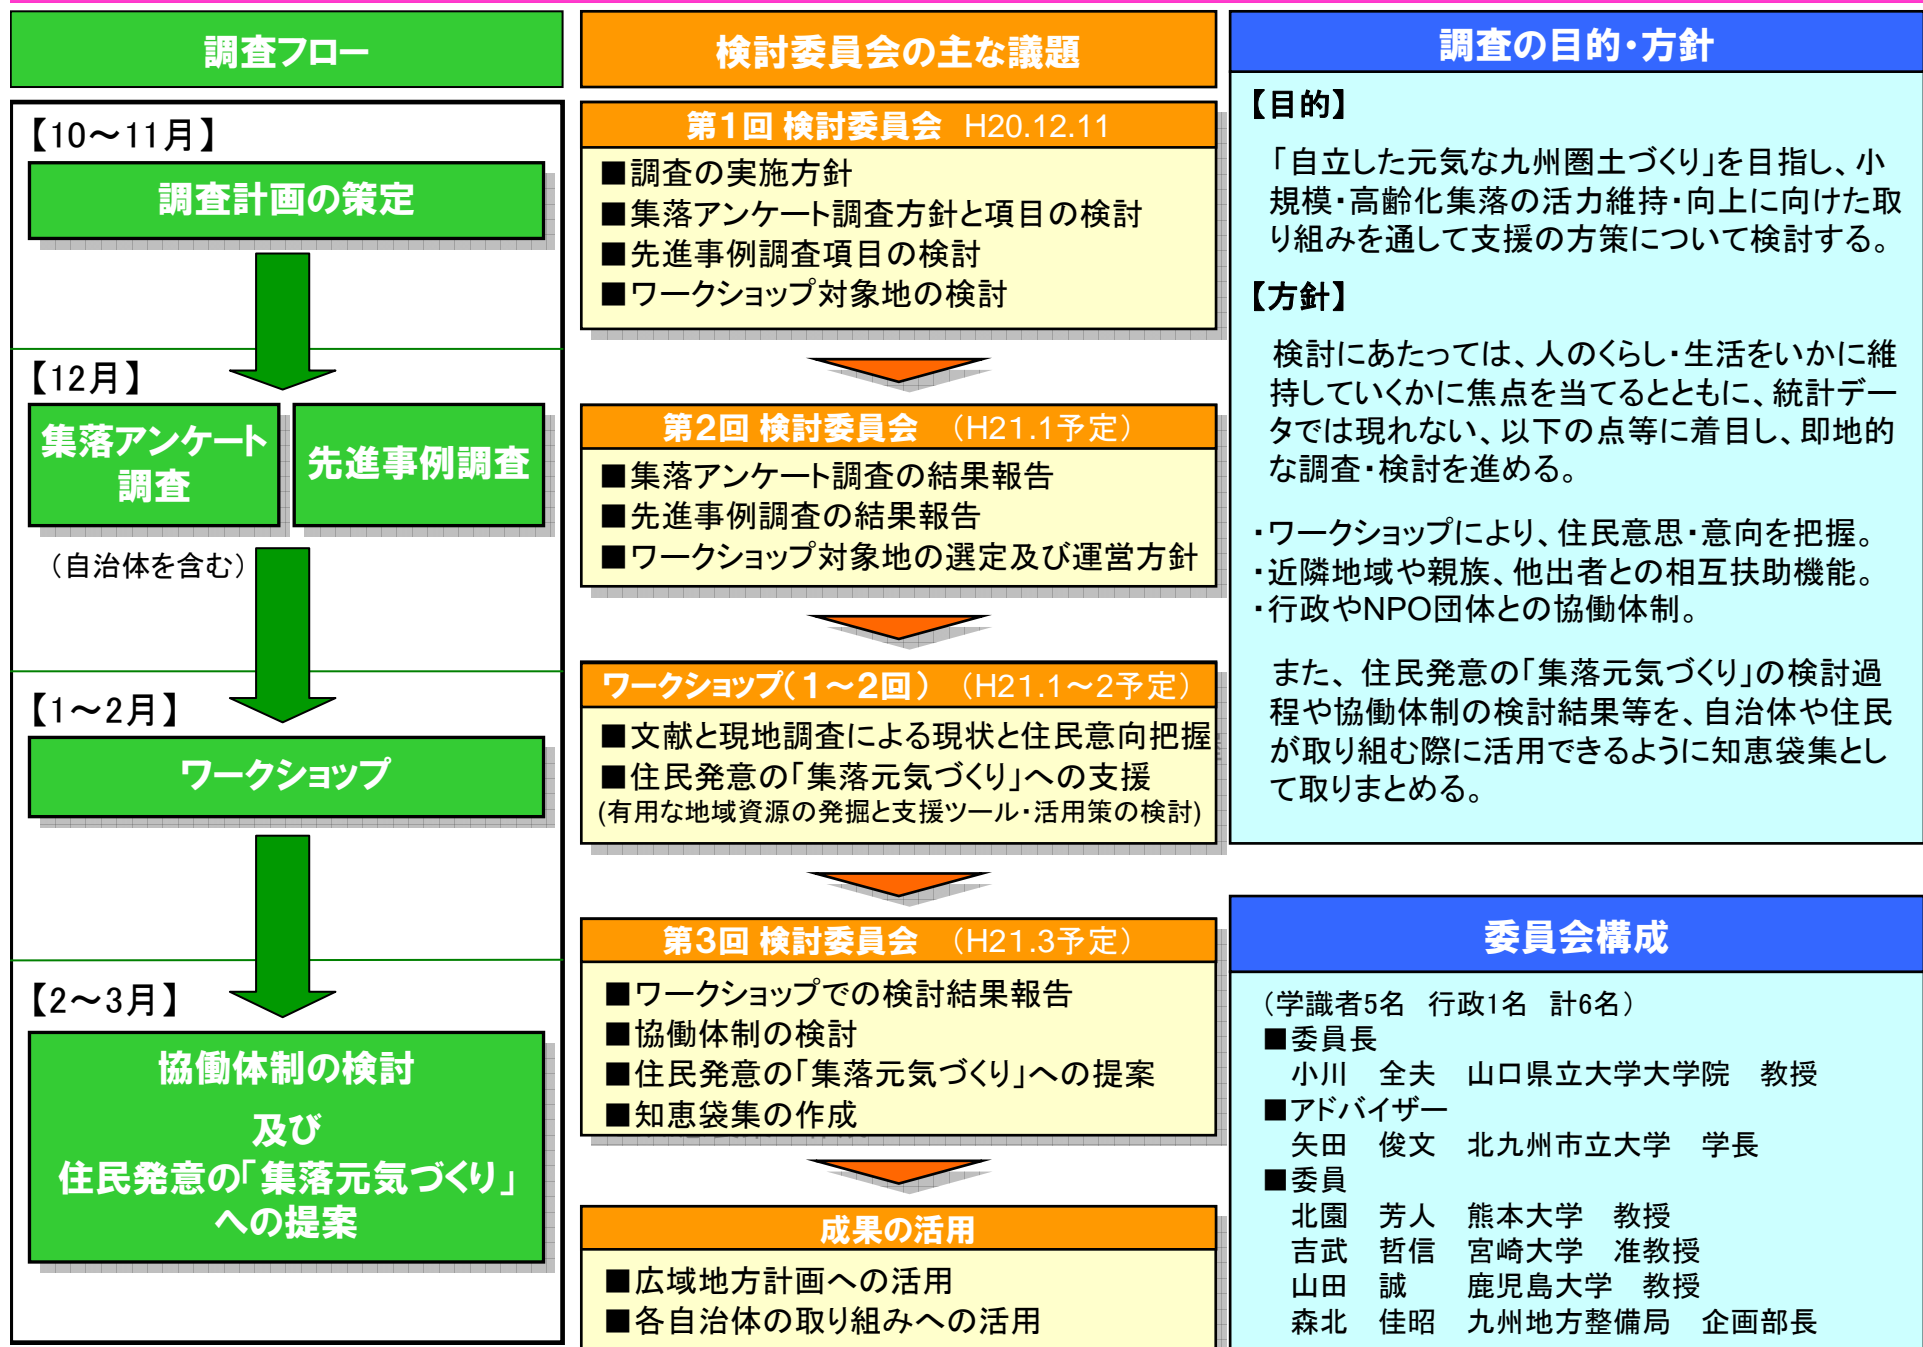 調査フロー
【10～11月】
調査計画の策定
【12月】
集落アンケート
調査
先進事例調査
（自治体を含む）
【1～2月】
ワークショップ
【2～3月】
協働体制の検討
及び
住民発意の「集落元気づくり」
への提案
検討委員会の主な議題
第1回 検討委員会 H20.12.11
■調査の実施方針
■集落アンケート調査方針と項目の検討
■先進事例調査項目の検討
■ワークショップ対象地の検討
第2回 検討委員会 （H21.1予定）
■集落アンケート調査の結果報告
■先進事例調査の結果報告
■ワークショップ対象地の選定及び運営方針
ワークショップ（1～2回） （H21.1～2予定）
■文献と現地調査による現状と住民意向把握
■住民発意の「集落元気づくり」への支援
(有用な地域資源の発掘と支援ツール・活用策の検討)
第3回 検討委員会 （H21.3予定）
■ワークショップでの検討結果報告
■協働体制の検討
■住民発意の「集落元気づくり」への提案
■知恵袋集の作成
成果の活用
■広域地方計画への活用
■各自治体の取り組みへの活用
調査の目的・方針
【目的】
「自立した元気な九州圏土づくり」を目指し、小
規模・高齢化集落の活力維持・向上に向けた取
り組みを通して支援の方策について検討する。
【方針】
検討にあたっては、人のくらし・生活をいかに維
持していくかに焦点を当てるとともに、統計デー
タでは現れない、以下の点等に着目し、即地的
な調査・検討を進める。
・ワークショップにより、住民意思・意向を把握。
・近隣地域や親族、他出者との相互扶助機能。
・行政やNPO団体との協働体制。
また、住民発意の「集落元気づくり」の検討過
程や協働体制の検討結果等を、自治体や住民
が取り組む際に活用できるように知恵袋集とし
て取りまとめる。
委員会構成
（学識者5名 行政1名 計6名）
■委員長
小川 全夫 山口県立大学大学院 教授
■アドバイザー
矢田 俊文 北九州市立大学 学長
■委員
北園 芳人 熊本大学 教授
吉武 哲信 宮崎大学 准教授
山田 誠 鹿児島大学 教授
森北 佳昭 九州地方整備局 企画部長